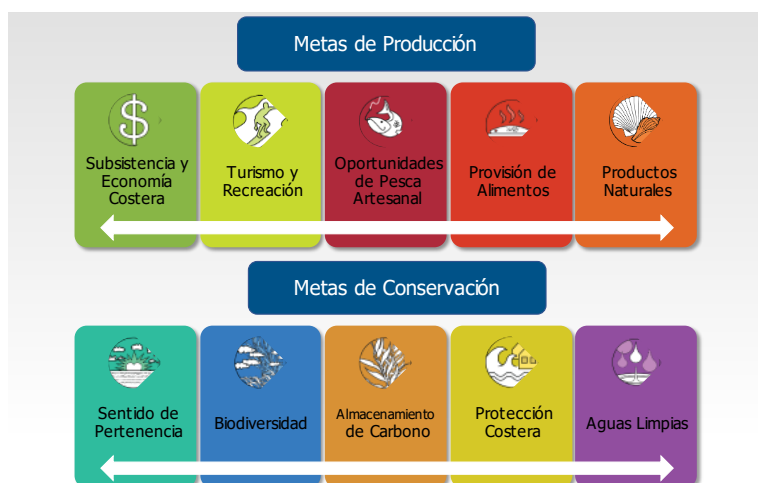 Metas de Producción
Subsistencia y
Economía
Costera
Turismo y
Recreación
Oportunidades
de Pesca
Artesanal
Provisión de
Alimentos
Productos
Naturales
Metas de Conservación
Sentido de
Pertenencia
Biodiversidad
Almacenamiento
de Carbono
Protección
Costera
Aguas Limpias